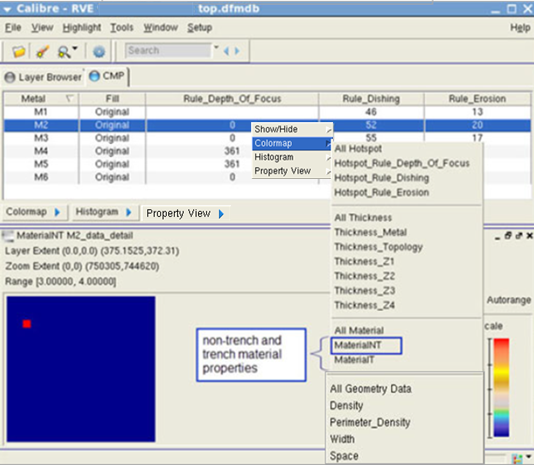 Calibre - RVE top.dfmdb
File View Highlight Tools Window Setup Help
Search
Layer Browser CMP
Metal Fill Rule_Depth_Of_Focus Rule_Dishing Rule_Erosion
M1 Original 46 13
M2 Original 0 52 20
M3 Original 0 55 17
M4 Original 361
M5 Original 361
M6 Original 0
Show/Hide
Colormap
Histogram
Property View
All Hotspot
Hotspot_Rule_Depth_Of_Focus
Hotspot_Rule_Dishing
Hotspot_Rule_Erosion
All Thickness
Thickness_Metal
Thickness_Topology
Thickness_Z1
Thickness_Z2
Thickness_Z3
Thickness_Z4
All Material
MaterialNT
MaterialT
All Geometry Data
Density
Perimeter_Density
Width
Space
Colormap Histogram Property View
MaterialNT M2_data_detail
Layer Extent (0.0,0.0) (375.1525,372.31)
Zoom Extent (0,0) (750305,744620)
Range [3.00000, 4.00000]
Autorange
cale
non-trench and
trench material
properties